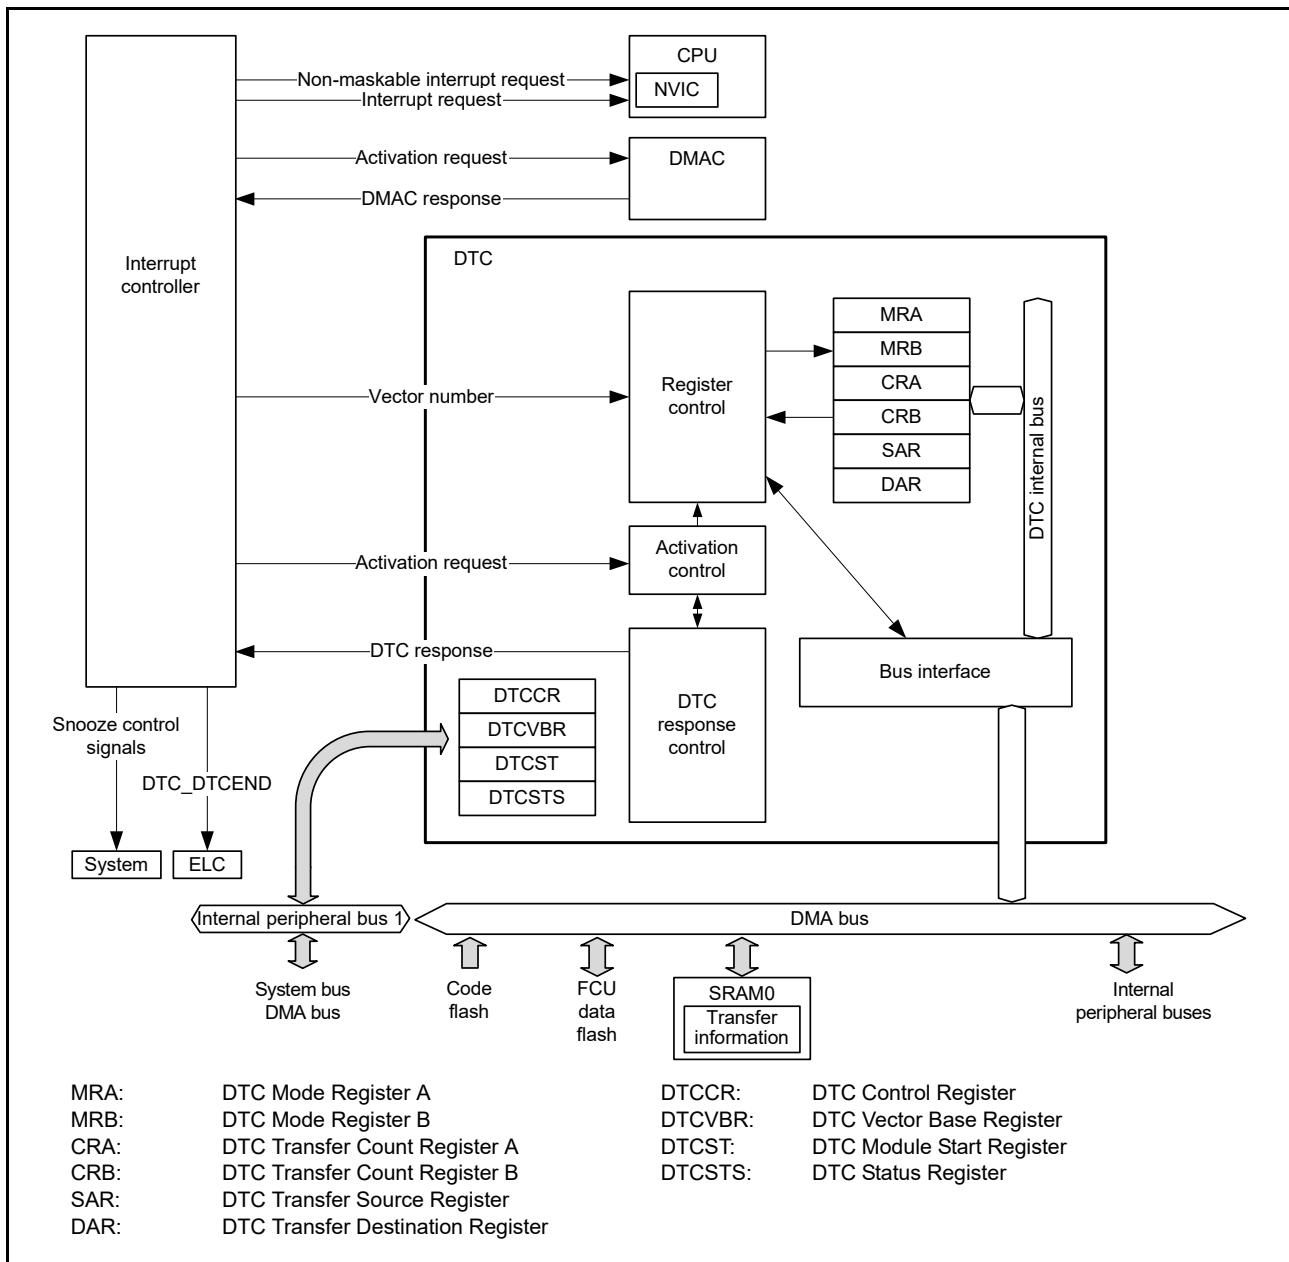 CPU
Non-maskable interrupt request
NVIC
Interrupt request
Activation request
DMAC
DMAC response
Interrupt
controller
DTC
MRA
MRB
Register
control
CRA
Vector number
CRB
SAR
DAR
DTC internal bus
Activation request
Activation
control
DTC response
Bus interface
DTC
response
control
DTCCR
DTCVBR
DTCST
DTCSTS
Snooze control
signals
DTC_DTCEND
System
ELC
Internal peripheral bus 1
DMA bus
System bus
DMA bus
Code
flash
FCU
data
flash
SRAM0
Transfer
information
Internal
peripheral buses
MRA: DTC Mode Register A
MRB: DTC Mode Register B
CRA: DTC Transfer Count Register A
CRB: DTC Transfer Count Register B
SAR: DTC Transfer Source Register
DAR: DTC Transfer Destination Register
DTCCR: DTC Control Register
DTCVBR: DTC Vector Base Register
DTCST: DTC Module Start Register
DTCSTS: DTC Status Register